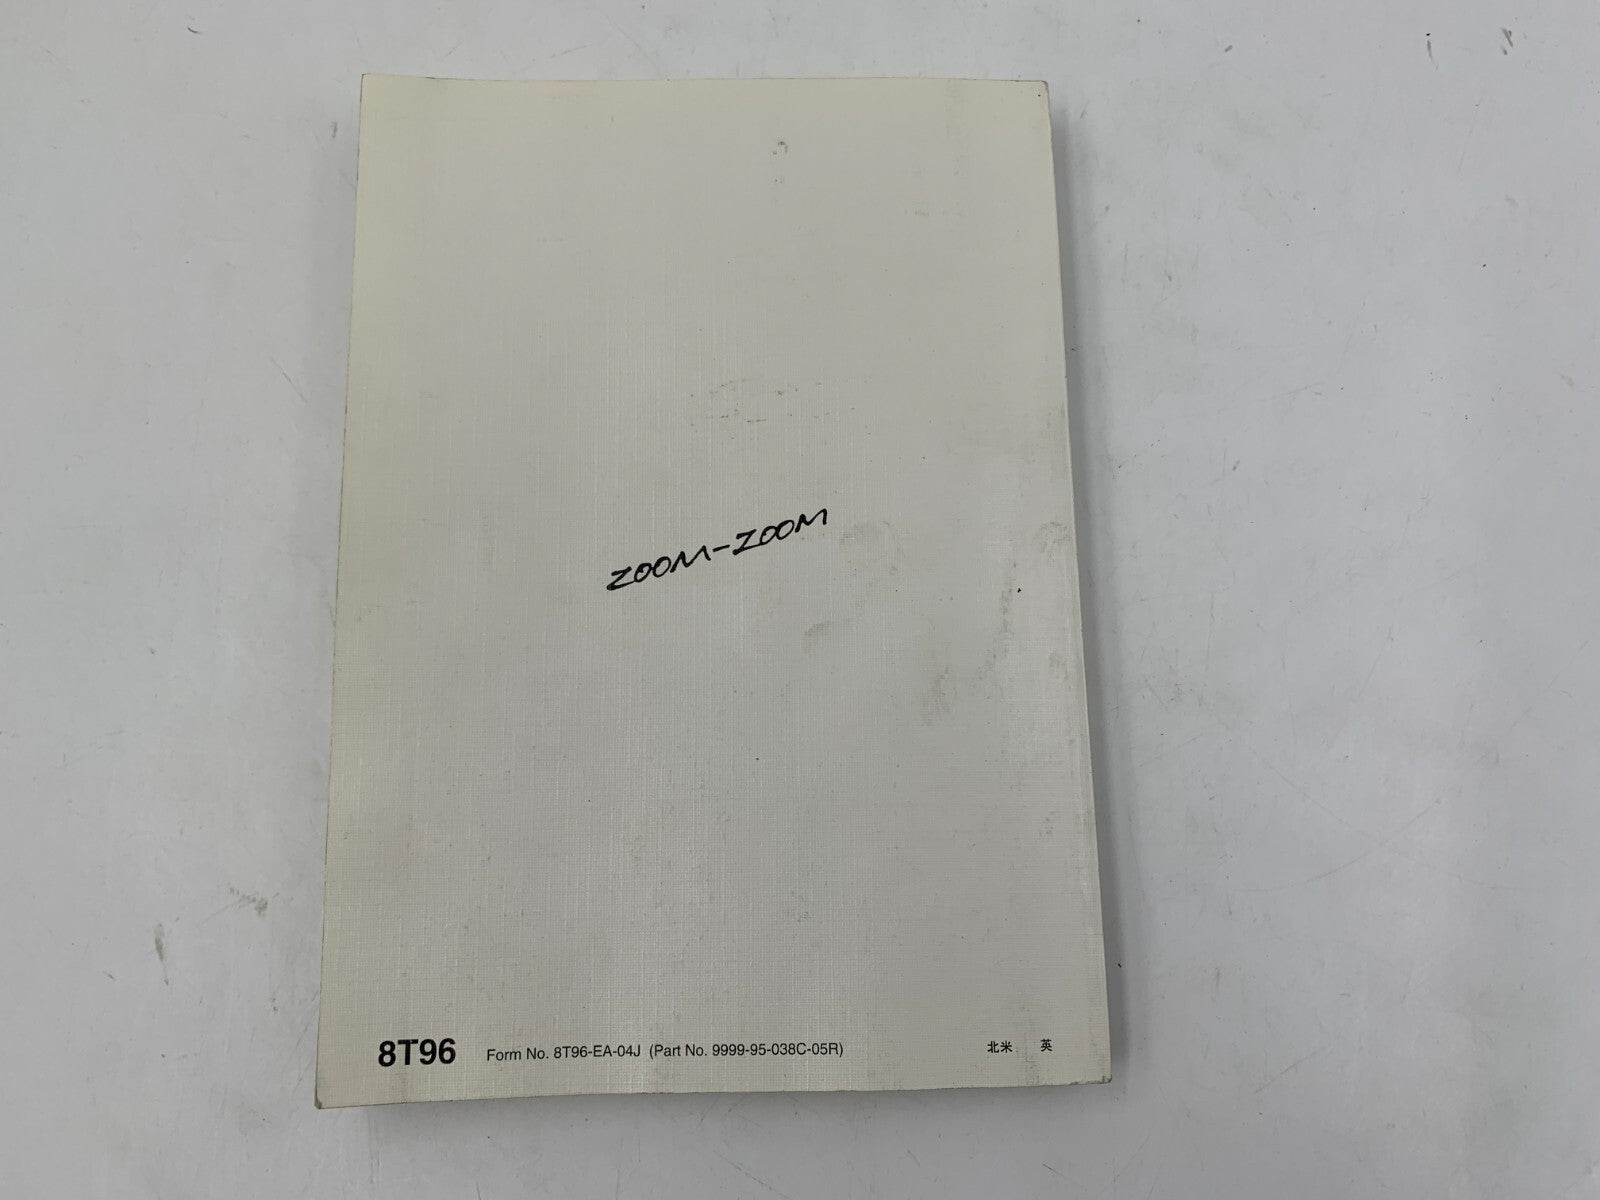 ZOOM-ZOOM
8T96 Form No. 8T96-EA-04J (Part No. 9999-95-038C-05R) 北米 英